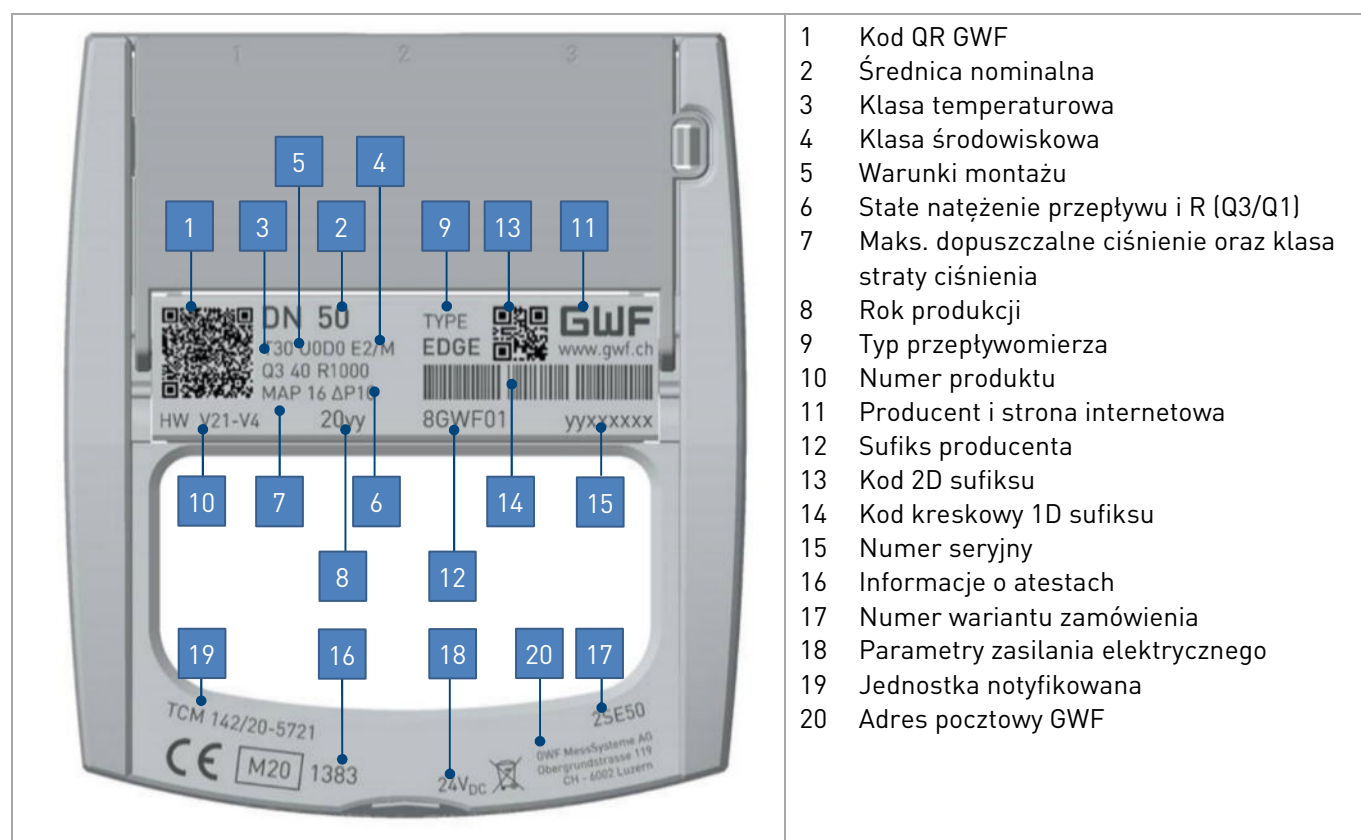 1 2 3
5 4
1 3 2 9 13 11
DN 50 TYPE GWF
T30 U0D0 E2/M EDGE www.gwf.ch
Q3 40 R1000
MAP 16 ΔP10
HW V21-V4 20yy 8GWF01 yyxxxxxx
10 7 6 14 15
8 12
19 16 18 20 17
TCM 142/20-5721 2SE50
CE M20 1383 24VDC
GWF MessSysteme AG
Obergrundstrasse 119
CH - 6002 Luzern
1 Kod QR GWF
2 Średnica nominalna
3 Klasa temperaturowa
4 Klasa środowiskowa
5 Warunki montażu
6 Stałe natężenie przepływu i R (Q3/Q1)
7 Maks. dopuszczalne ciśnienie oraz klasa
straty ciśnienia
8 Rok produkcji
9 Typ przepływomierza
10 Numer produktu
11 Producent i strona internetowa
12 Sufiks producenta
13 Kod 2D sufiksu
14 Kod kreskowy 1D sufiksu
15 Numer seryjny
16 Informacje o atestach
17 Numer wariantu zamówienia
18 Parametry zasilania elektrycznego
19 Jednostka notyfikowana
20 Adres pocztowy GWF